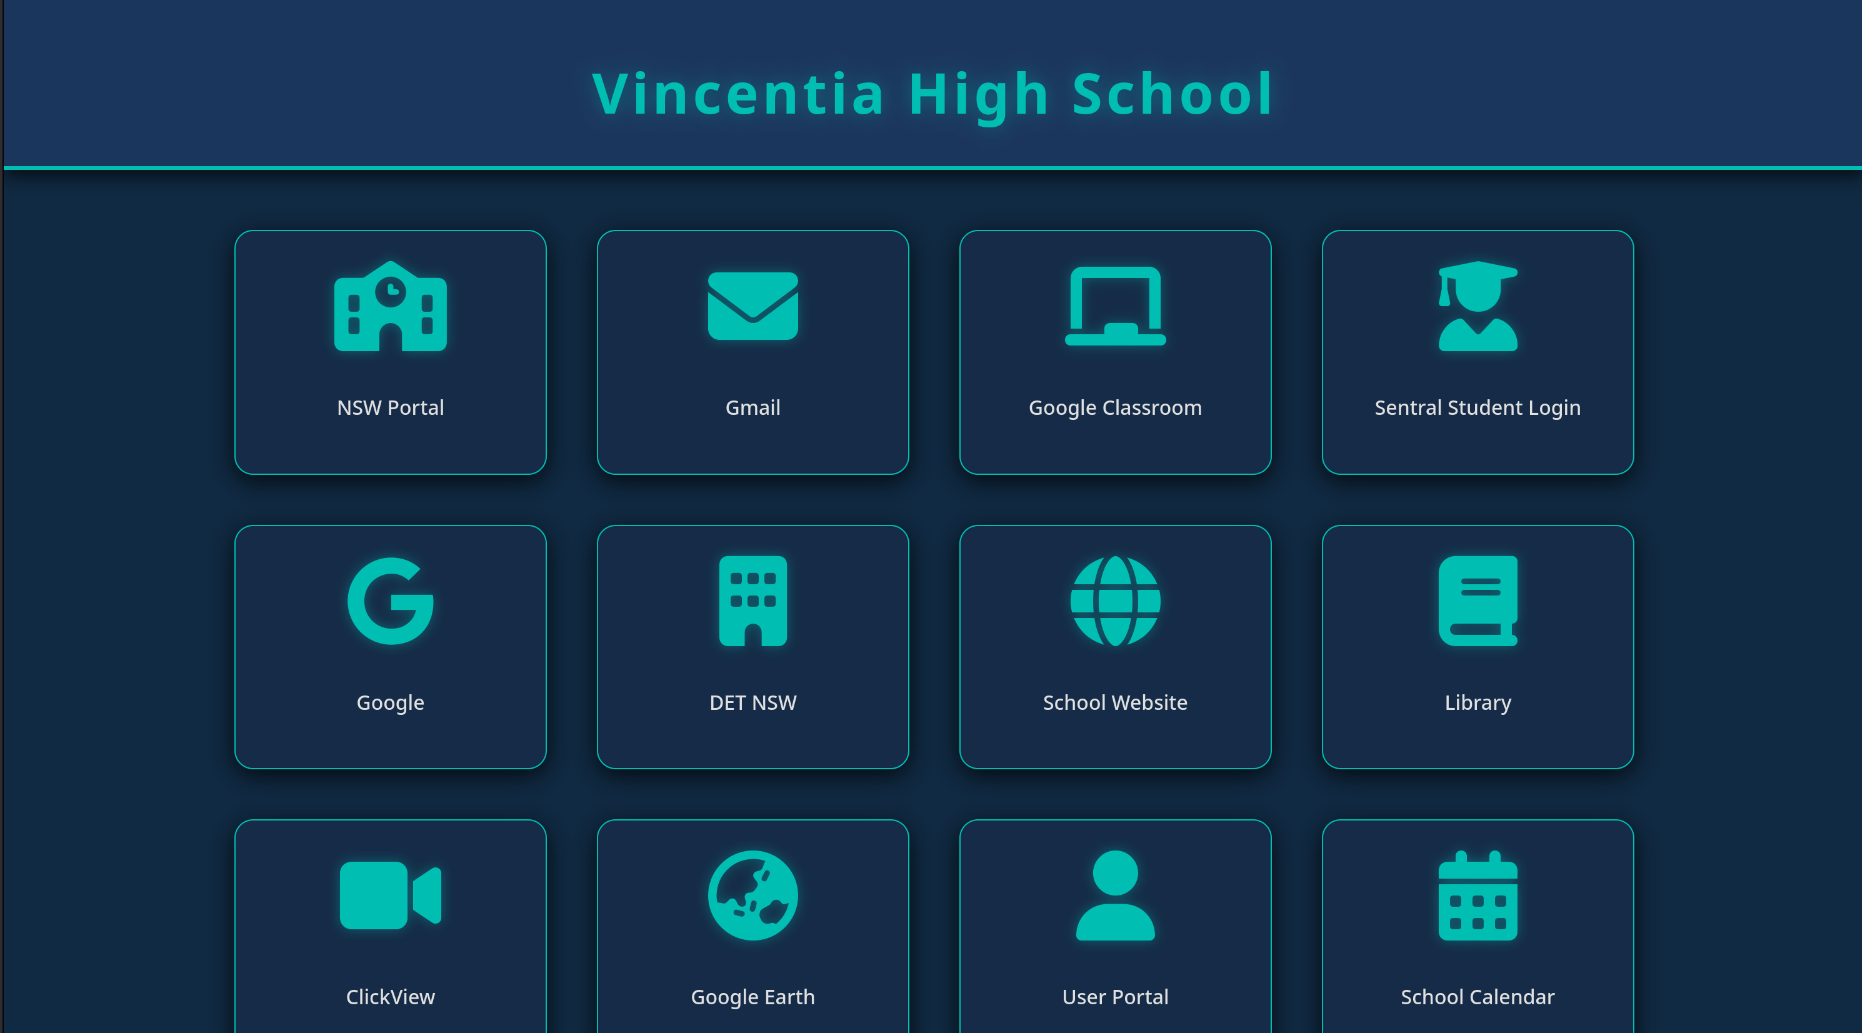 Vincentia High School
NSW Portal
Gmail
Google Classroom
Sentral Student Login
Google
DET NSW
School Website
Library
ClickView
Google Earth
User Portal
School Calendar